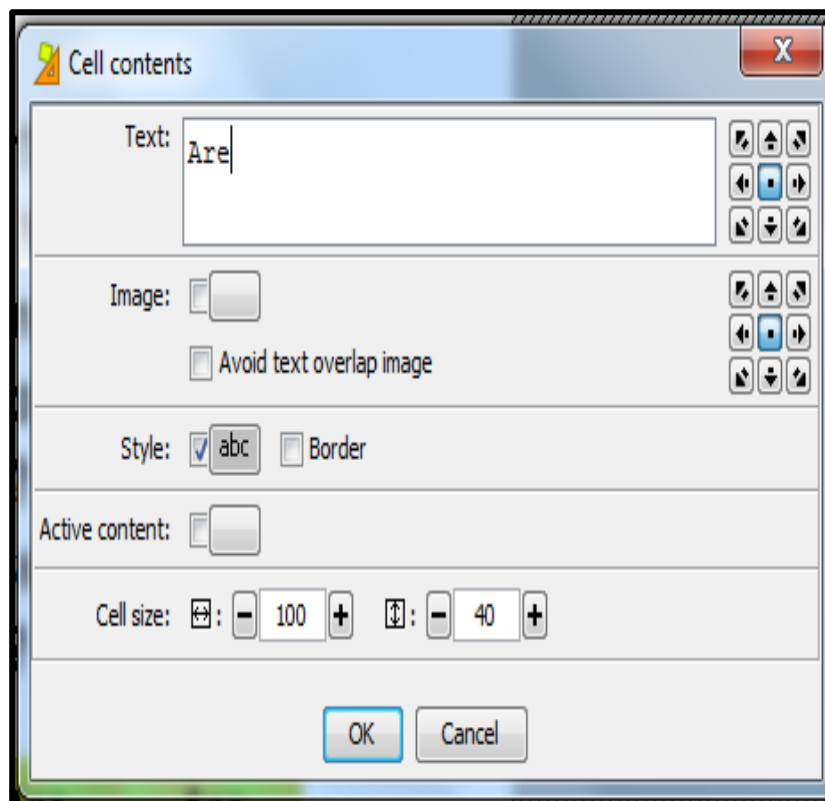 Cell contents
Text: Are
Image:
Avoid text overlap image
Style: abc Border
Active content:
Cell size: : - 100 + : - 40 +
OK Cancel